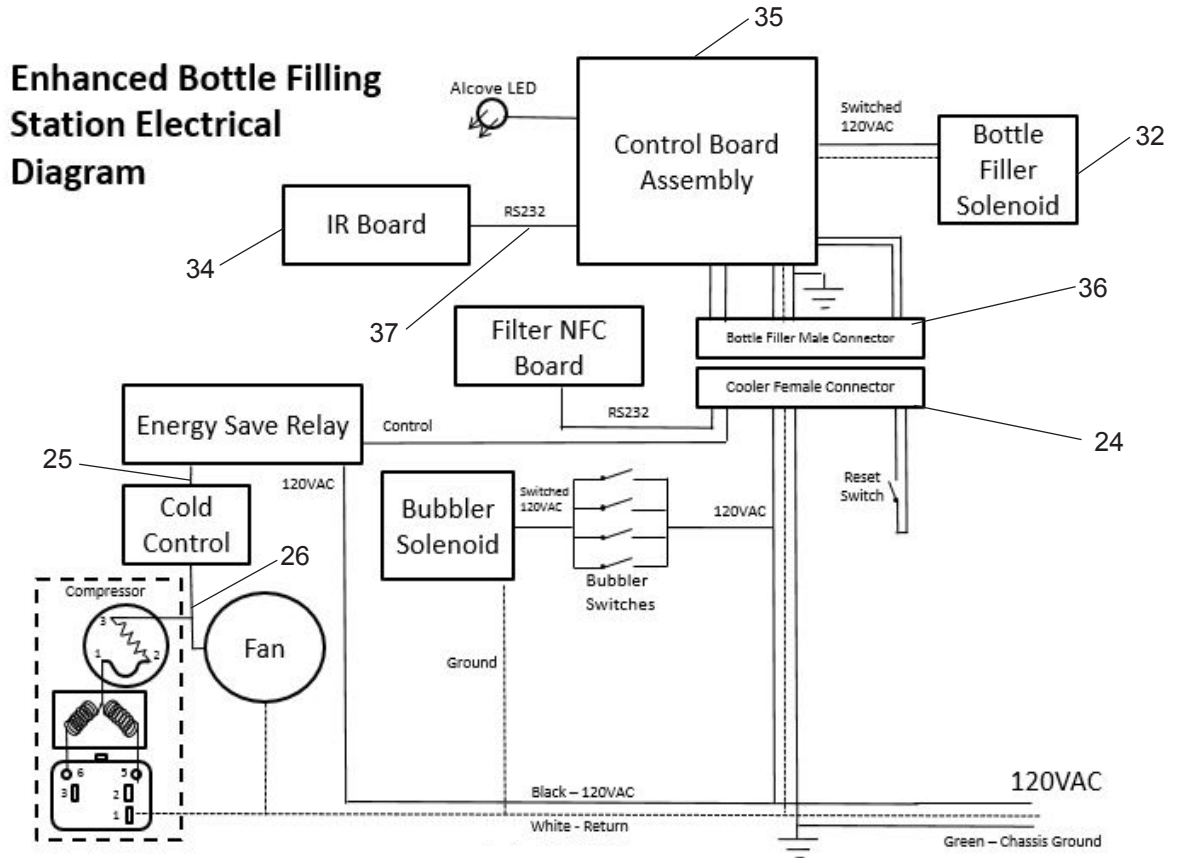 Enhanced Bottle Filling
Station Electrical
Diagram
35
Alcove LED
Control Board
Assembly
Switched
120VAC
Bottle
Filler
Solenoid
32
IR Board
RS232
34
37
36
Filter NFC
Board
Bottle Filler Male Connector
Cooler Female Connector
RS232
24
Energy Save Relay
Control
25
120VAC
Cold
Control
Bubbler
Solenoid
Switched
120VAC
120VAC
Reset
Switch
26
Bubbler
Switches
Compressor
3
1
2
Fan
Ground
6
5
3
2
1
Black – 120VAC
120VAC
White - Return
Green – Chassis Ground